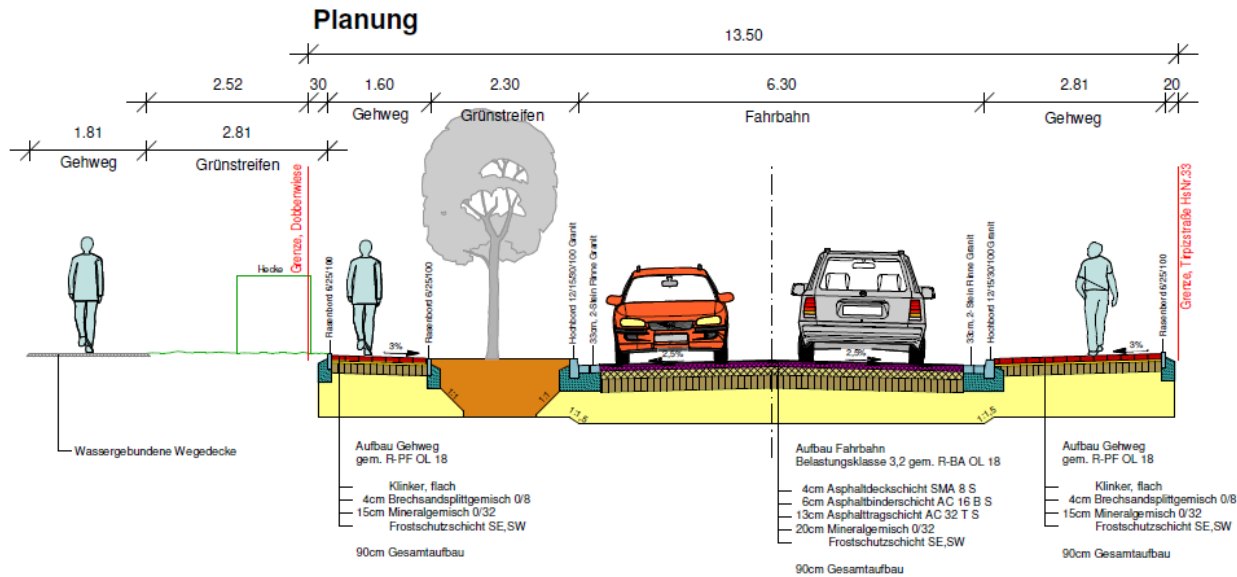 Planung
13.50
2.52
30
1.60
2.30
6.30
2.81
20
Gehweg
Grünstreifen
Fahrbahn
Gehweg
1.81
2.81
Gehweg
Grünstreifen
Grenze, Dobbenwiese
Hecke
Rasenbord 6/25/100
3%
Rasenbord 6/25/100
Hochbord 12/15/50/100 Granit
33cm, 2-Stein Rinne Granit
2,5%
2,5%
33cm, 2-Stein Rinne Granit
Hochbord 12/15/30/100 Granit
3%
Rasenbord 6/25/100
Grenze, Tirpizstraße HsNr.33
1:1
1:1
1:1,5
1:1,5
Wassergebundene Wegedecke
Aufbau Gehweg
gem. R-PF OL 18
Klinker, flach
4cm Brechsandsplittgemisch 0/8
15cm Mineralgemisch 0/32
Frostschutzschicht SE,SW
90cm Gesamtaufbau
Aufbau Fahrbahn
Belastungsklasse 3,2 gem. R-BA OL 18
4cm Asphaltdeckschicht SMA 8 S
6cm Asphaltbinderschicht AC 16 B S
13cm Asphalttragschicht AC 32 T S
20cm Mineralgemisch 0/32
Frostschutzschicht SE,SW
90cm Gesamtaufbau
Aufbau Gehweg
gem. R-PF OL 18
Klinker, flach
4cm Brechsandsplittgemisch 0/8
15cm Mineralgemisch 0/32
Frostschutzschicht SE,SW
90cm Gesamtaufbau